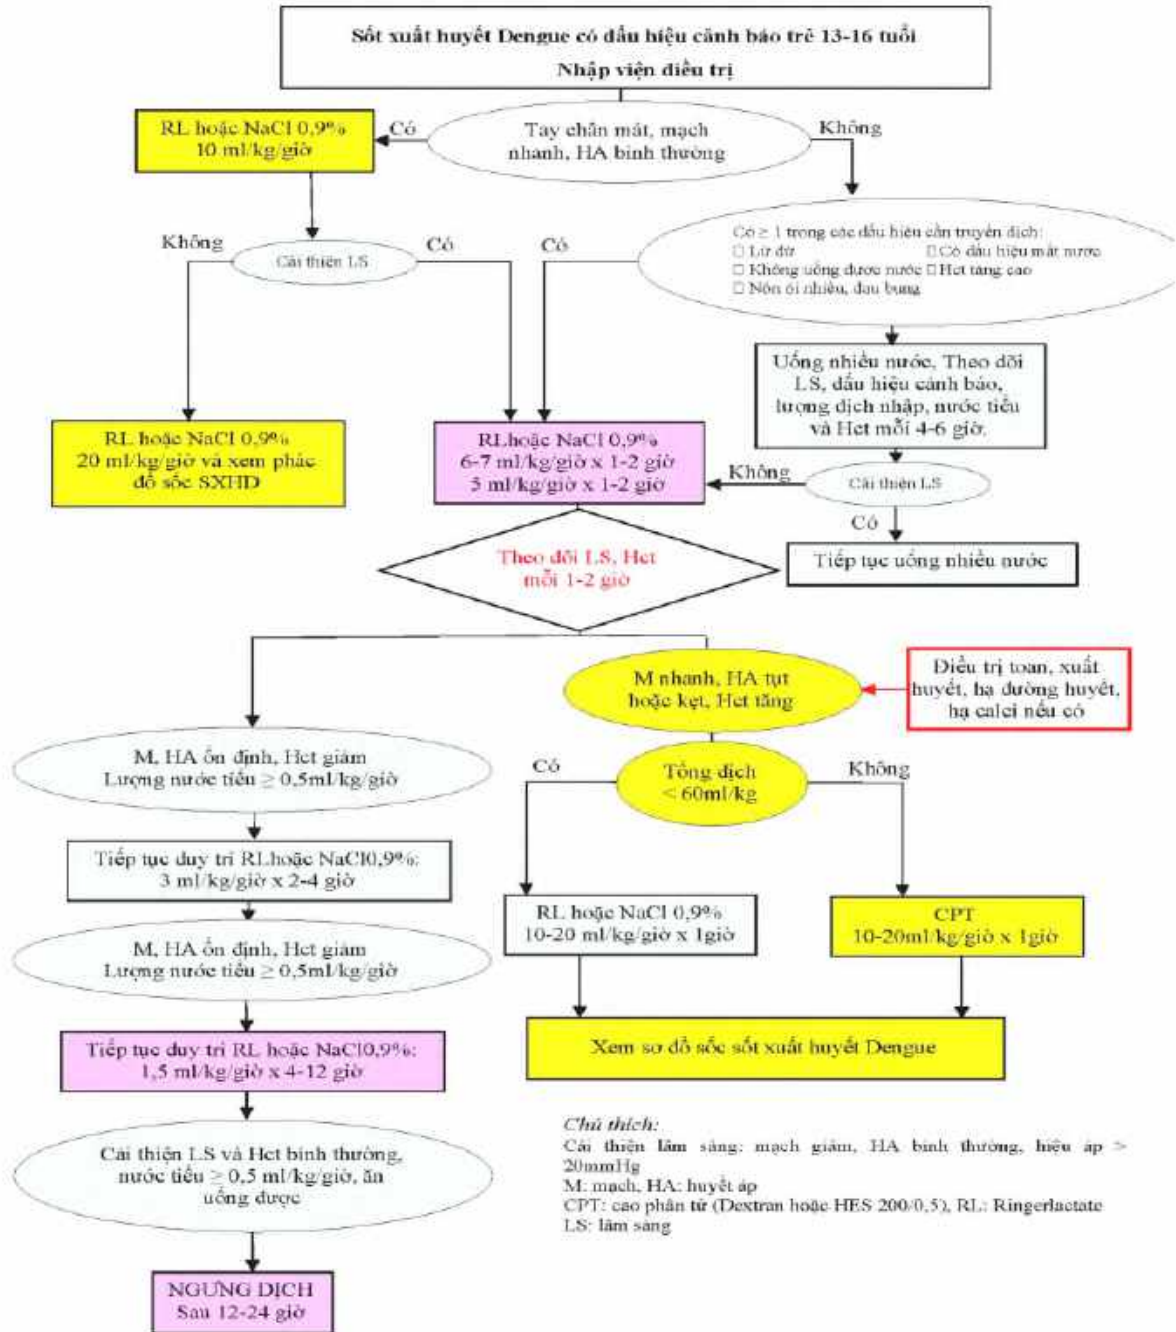 Sốt xuất huyết Dengue có dấu hiệu cảnh báo trẻ 13-16 tuổi
Nhập viện điều trị
Tay chân mát, mạch
nhanh, HA bình thường
Có
Không
RL hoặc NaCl 0,9%
10 ml/kg/giờ
Cải thiện LS
Không
Có
Có ≥ 1 trong các dấu hiệu cần truyền dịch:
□ Lừ đừ □ Có dấu hiệu mất nước
□ Không uống được nước □ Hct tăng cao
□ Nôn ói nhiều, đau bụng
Có
Uống nhiều nước, Theo dõi
LS, dấu hiệu cảnh báo,
lượng dịch nhập, nước tiểu
và Hct mỗi 4-6 giờ.
RL hoặc NaCl 0,9%
20 ml/kg/giờ và xem phác
đồ sốc SXHD
RLhoặc NaCl 0,9%
6-7 ml/kg/giờ x 1-2 giờ
5 ml/kg/giờ x 1-2 giờ
Không
Cải thiện LS
Có
Tiếp tục uống nhiều nước
Theo dõi LS, Hct
mỗi 1-2 giờ
M nhanh, HA tụt
hoặc kẹt, Hct tăng
Điều trị toan, xuất
huyết, hạ đường huyết,
hạ calci nếu có
M, HA ổn định, Hct giảm
Lượng nước tiểu ≥ 0,5ml/kg/giờ
Có
Tổng dịch
< 60ml/kg
Không
Tiếp tục duy trì RLhoặc NaCl0,9%:
3 ml/kg/giờ x 2-4 giờ
RL hoặc NaCl 0,9%
10-20 ml/kg/giờ x 1giờ
CPT
10-20ml/kg/giờ x 1giờ
M, HA ổn định, Hct giảm
Lượng nước tiểu ≥ 0,5ml/kg/giờ
Tiếp tục duy trì RL hoặc NaCl0,9%:
1,5 ml/kg/giờ x 4-12 giờ
Xem sơ đồ sốc sốt xuất huyết Dengue
Cải thiện LS và Hct bình thường,
nước tiểu ≥ 0,5 ml/kg/giờ, ăn
uống được
NGƯNG DỊCH
Sau 12-24 giờ
Chú thích:
Cải thiện lâm sàng: mạch giảm, HA bình thường, hiệu áp >
20mmHg
M: mạch, HA: huyết áp
CPT: cao phân tử (Dextran hoặc HES 200/0,5), RL: Ringerlactate
LS: lâm sàng